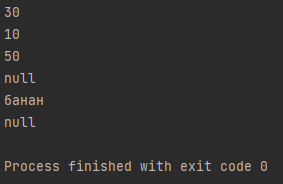 30
10
50
null
банан
null
Process finished with exit code 0